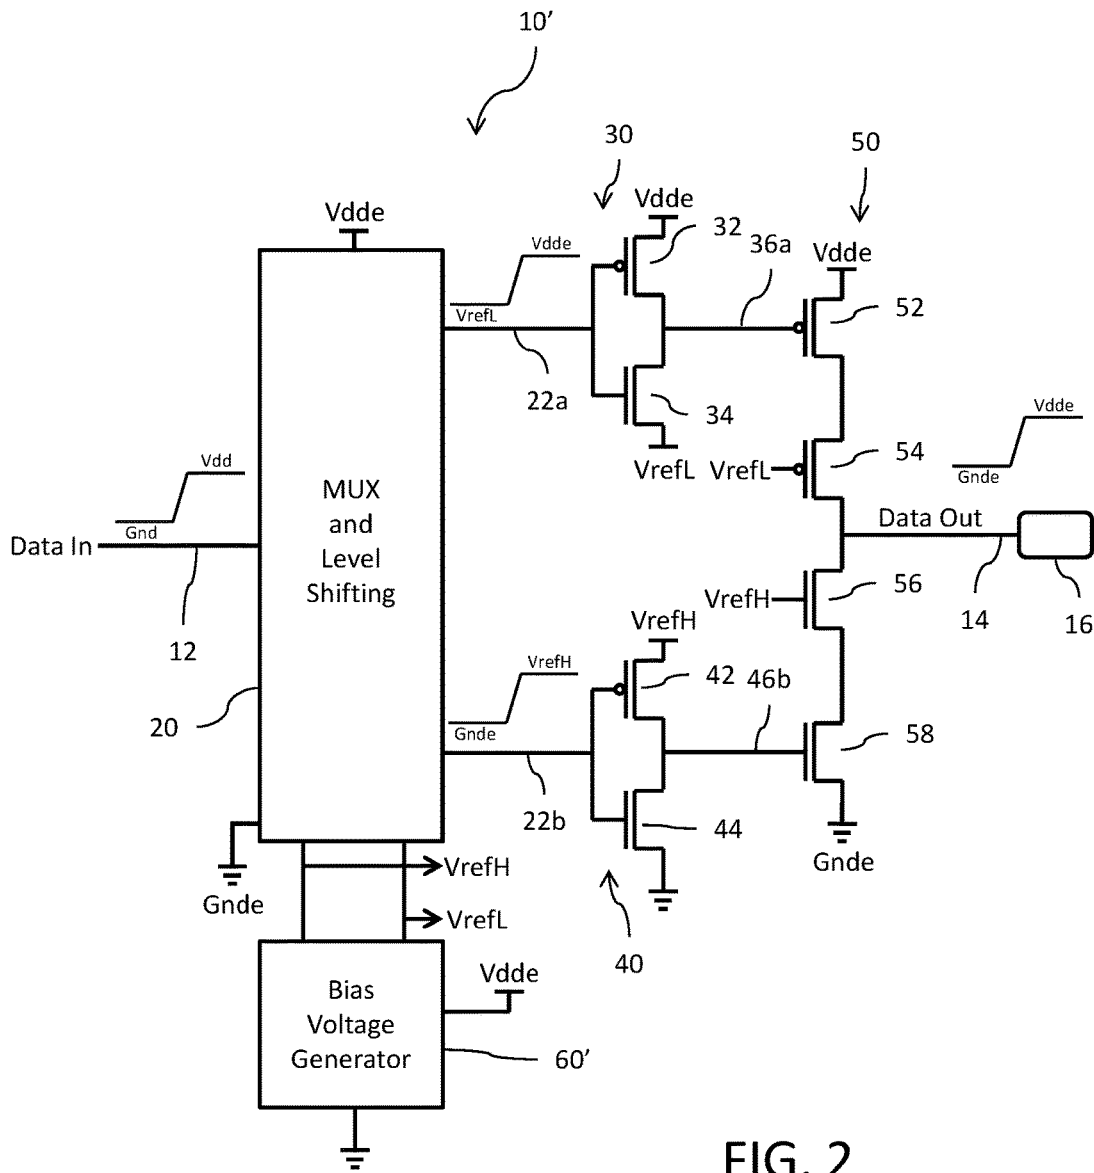 10’
30
50
Vdde
Vdde
Vdde
32
36a
Vdde
VrefL
52
22a
34
VrefL
VrefL
54
Vdde
Gnde
Vdd
Gnd
Data In
12
MUX
and
Level
Shifting
Data Out
14
16
VrefH
56
VrefH
VrefH
Gnde
42
46b
20
58
22b
44
Gnde
Gnde
VrefH
VrefL
40
Bias
Voltage
Generator
Vdde
60’
FIG. 2